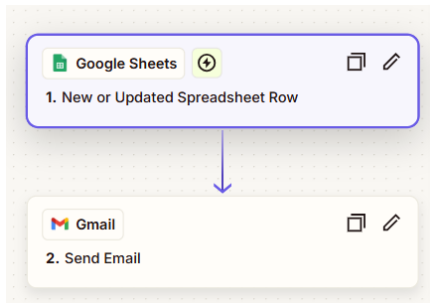 Google Sheets
1. New or Updated Spreadsheet Row
Gmail
2. Send Email